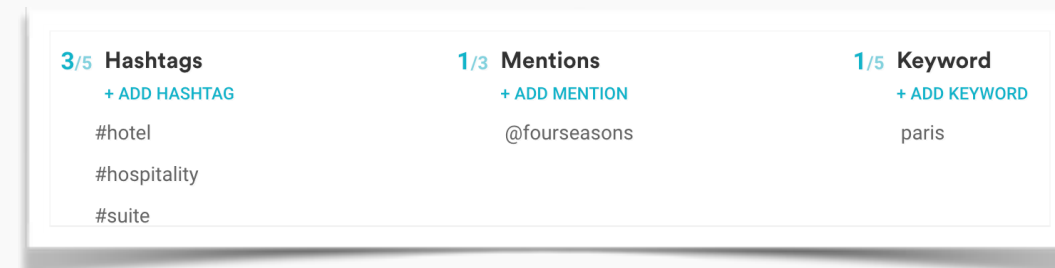 3/5 Hashtags
+ ADD HASHTAG
#hotel
#hospitality
#suite
1/3 Mentions
+ ADD MENTION
@fourseasons
1/5 Keyword
+ ADD KEYWORD
paris